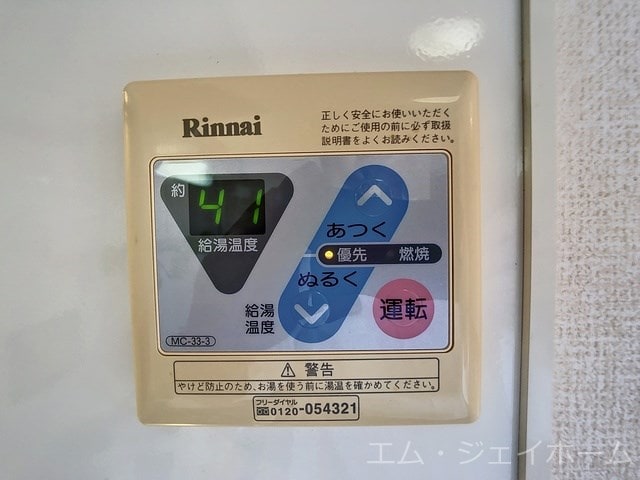 Rinnai
正しく安全にお使いいただく
ためにご使用の前に必ず取扱
説明書をよくお読みください。
約
41
給湯温度
あつく
優先 燃焼
ぬるく
給湯
温度
運転
MC-33-3
⚠ 警告
やけど防止のため、お湯を使う前に湯温を確かめてください。
フリーダイヤル
0120-054321
エム・ジェイホーム